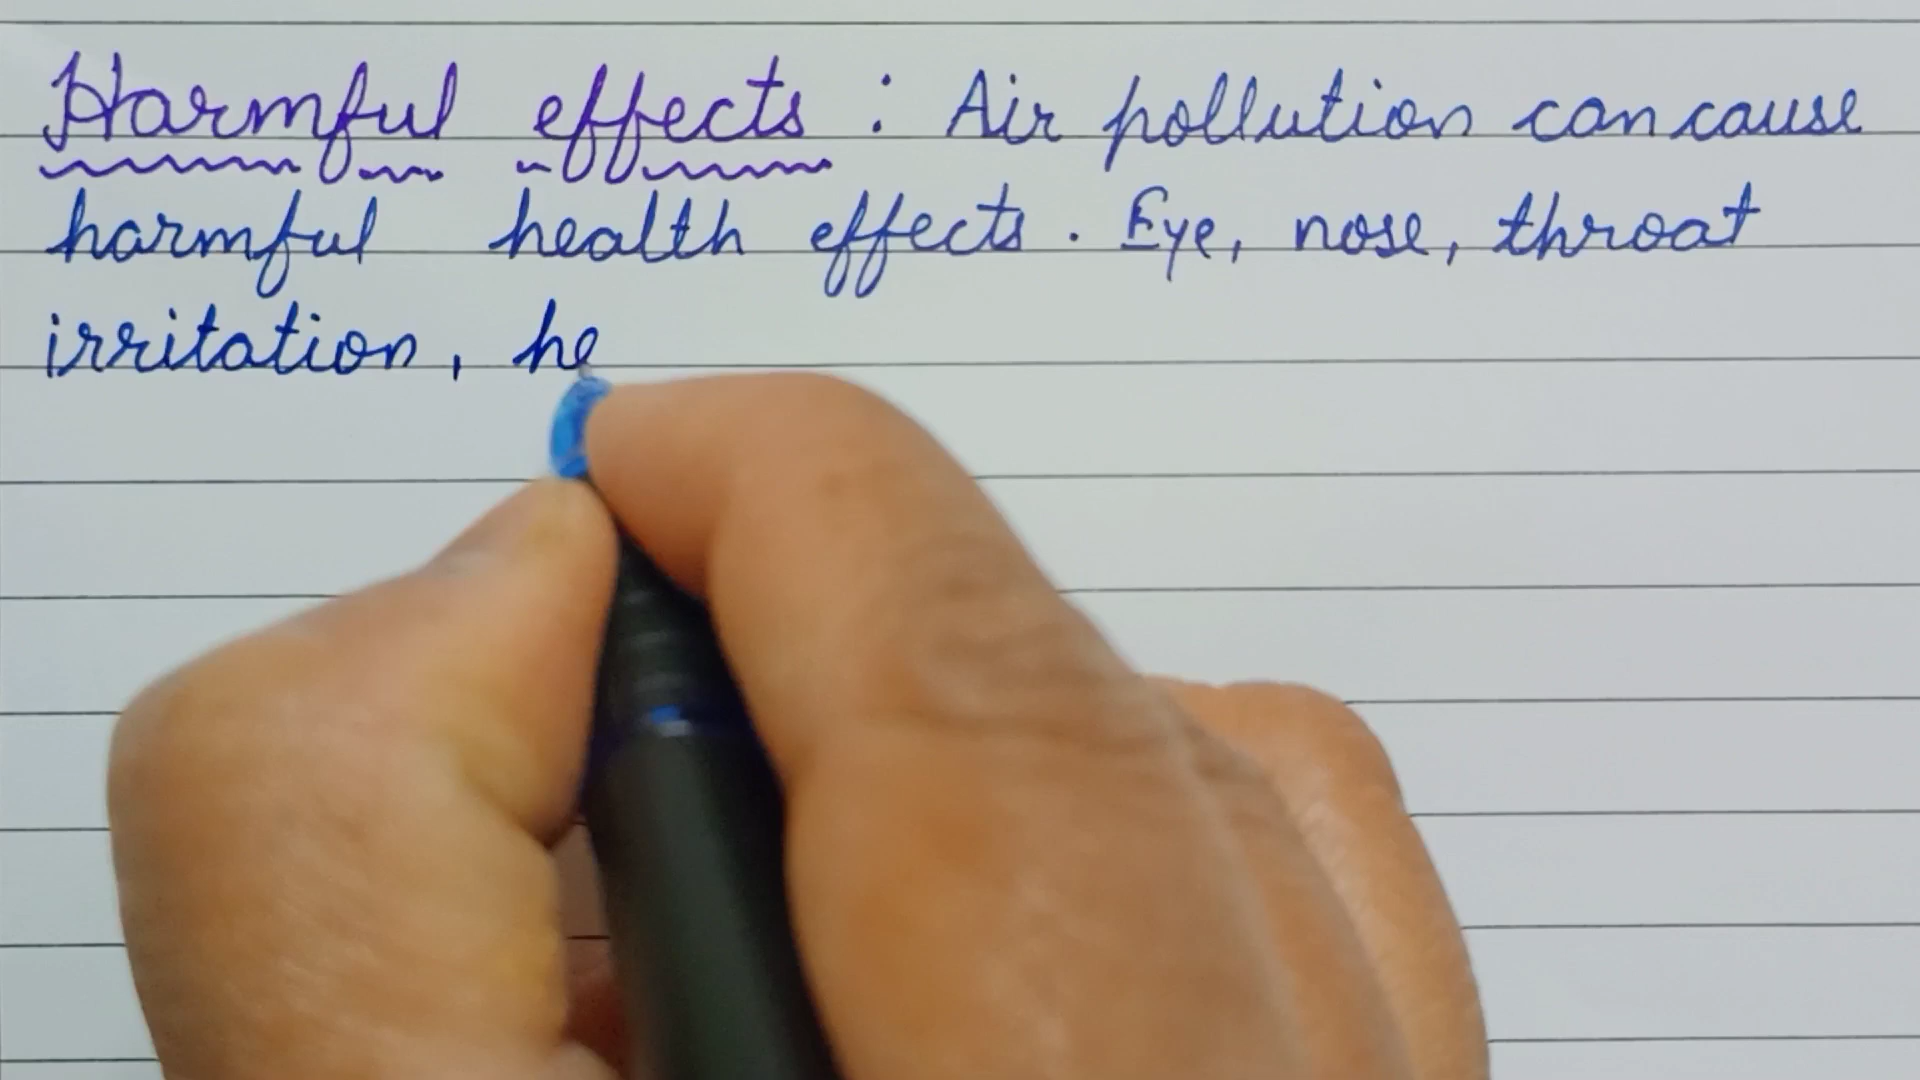 Harmful effects : Air pollution can cause
harmful health effects. Eye, nose, throat
irritation, he